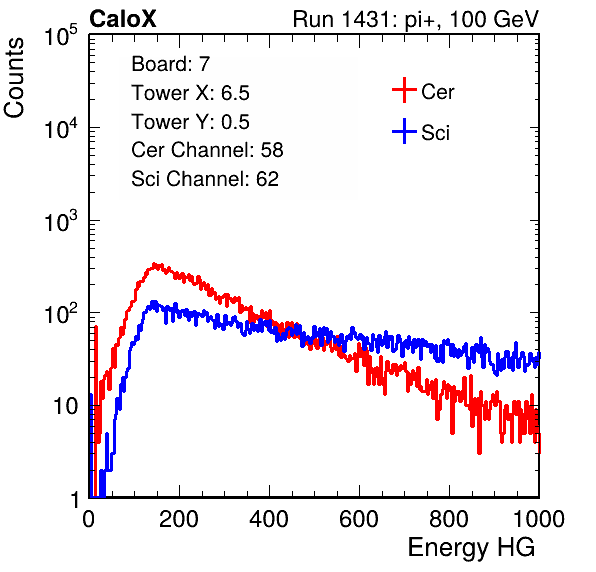 CaloX Run 1431: pi+, 100 GeV
Counts
10^5
10^4
10^3
10^2
10
1
Board: 7
Tower X: 6.5
Tower Y: 0.5
Cer Channel: 58
Sci Channel: 62
Cer
Sci
0 200 400 600 800 1000
Energy HG